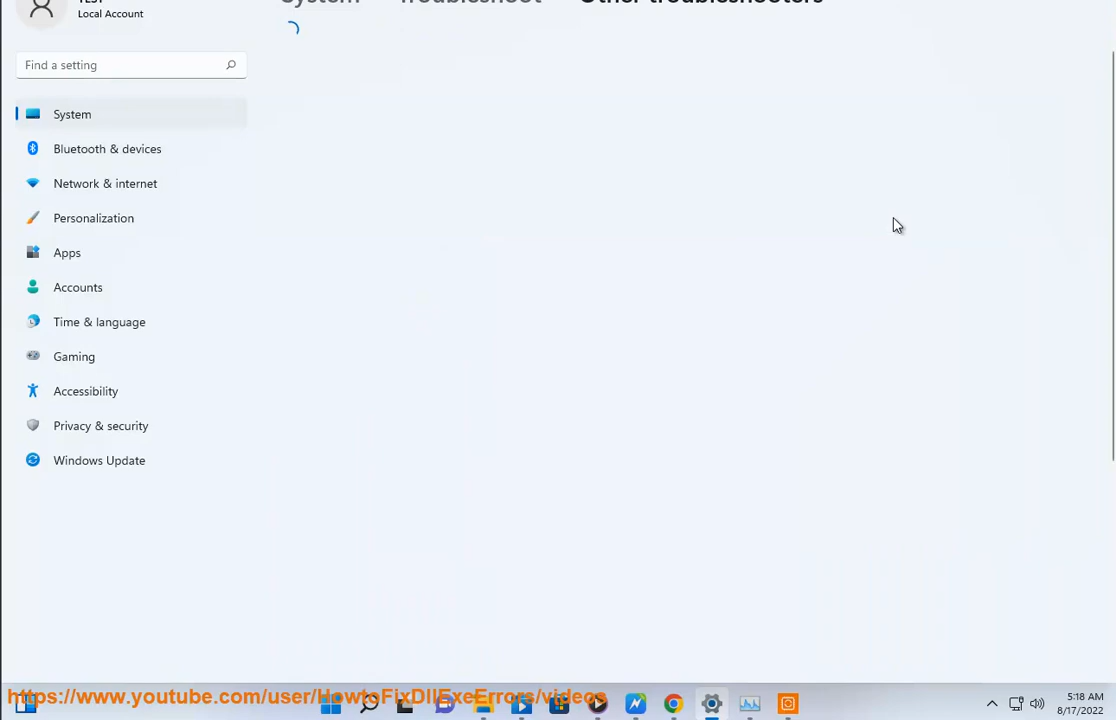 TEST
Local Account
System Troubleshoot Other troubleshooters
Find a setting
System
Bluetooth & devices
Network & internet
Personalization
Apps
Accounts
Time & language
Gaming
Accessibility
Privacy & security
Windows Update
https://www.youtube.com/user/HowtoFixDllExeErrors/videos
5:18 AM
8/17/2022